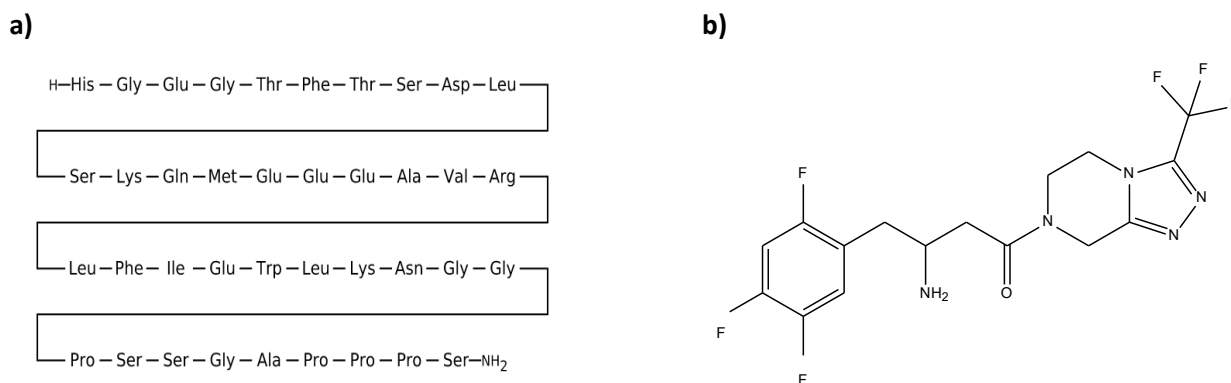 a)
b)
H–His – Gly – Glu – Gly – Thr – Phe – Thr – Ser – Asp – Leu
Ser – Lys – Gln – Met – Glu – Glu – Glu – Ala – Val – Arg
Leu – Phe – Ile – Glu – Trp – Leu – Lys – Asn – Gly – Gly
Pro – Ser – Ser – Gly – Ala – Pro – Pro – Pro – Ser–NH2
F
F
F
N
N
N
N
NH2
O
F
F
F